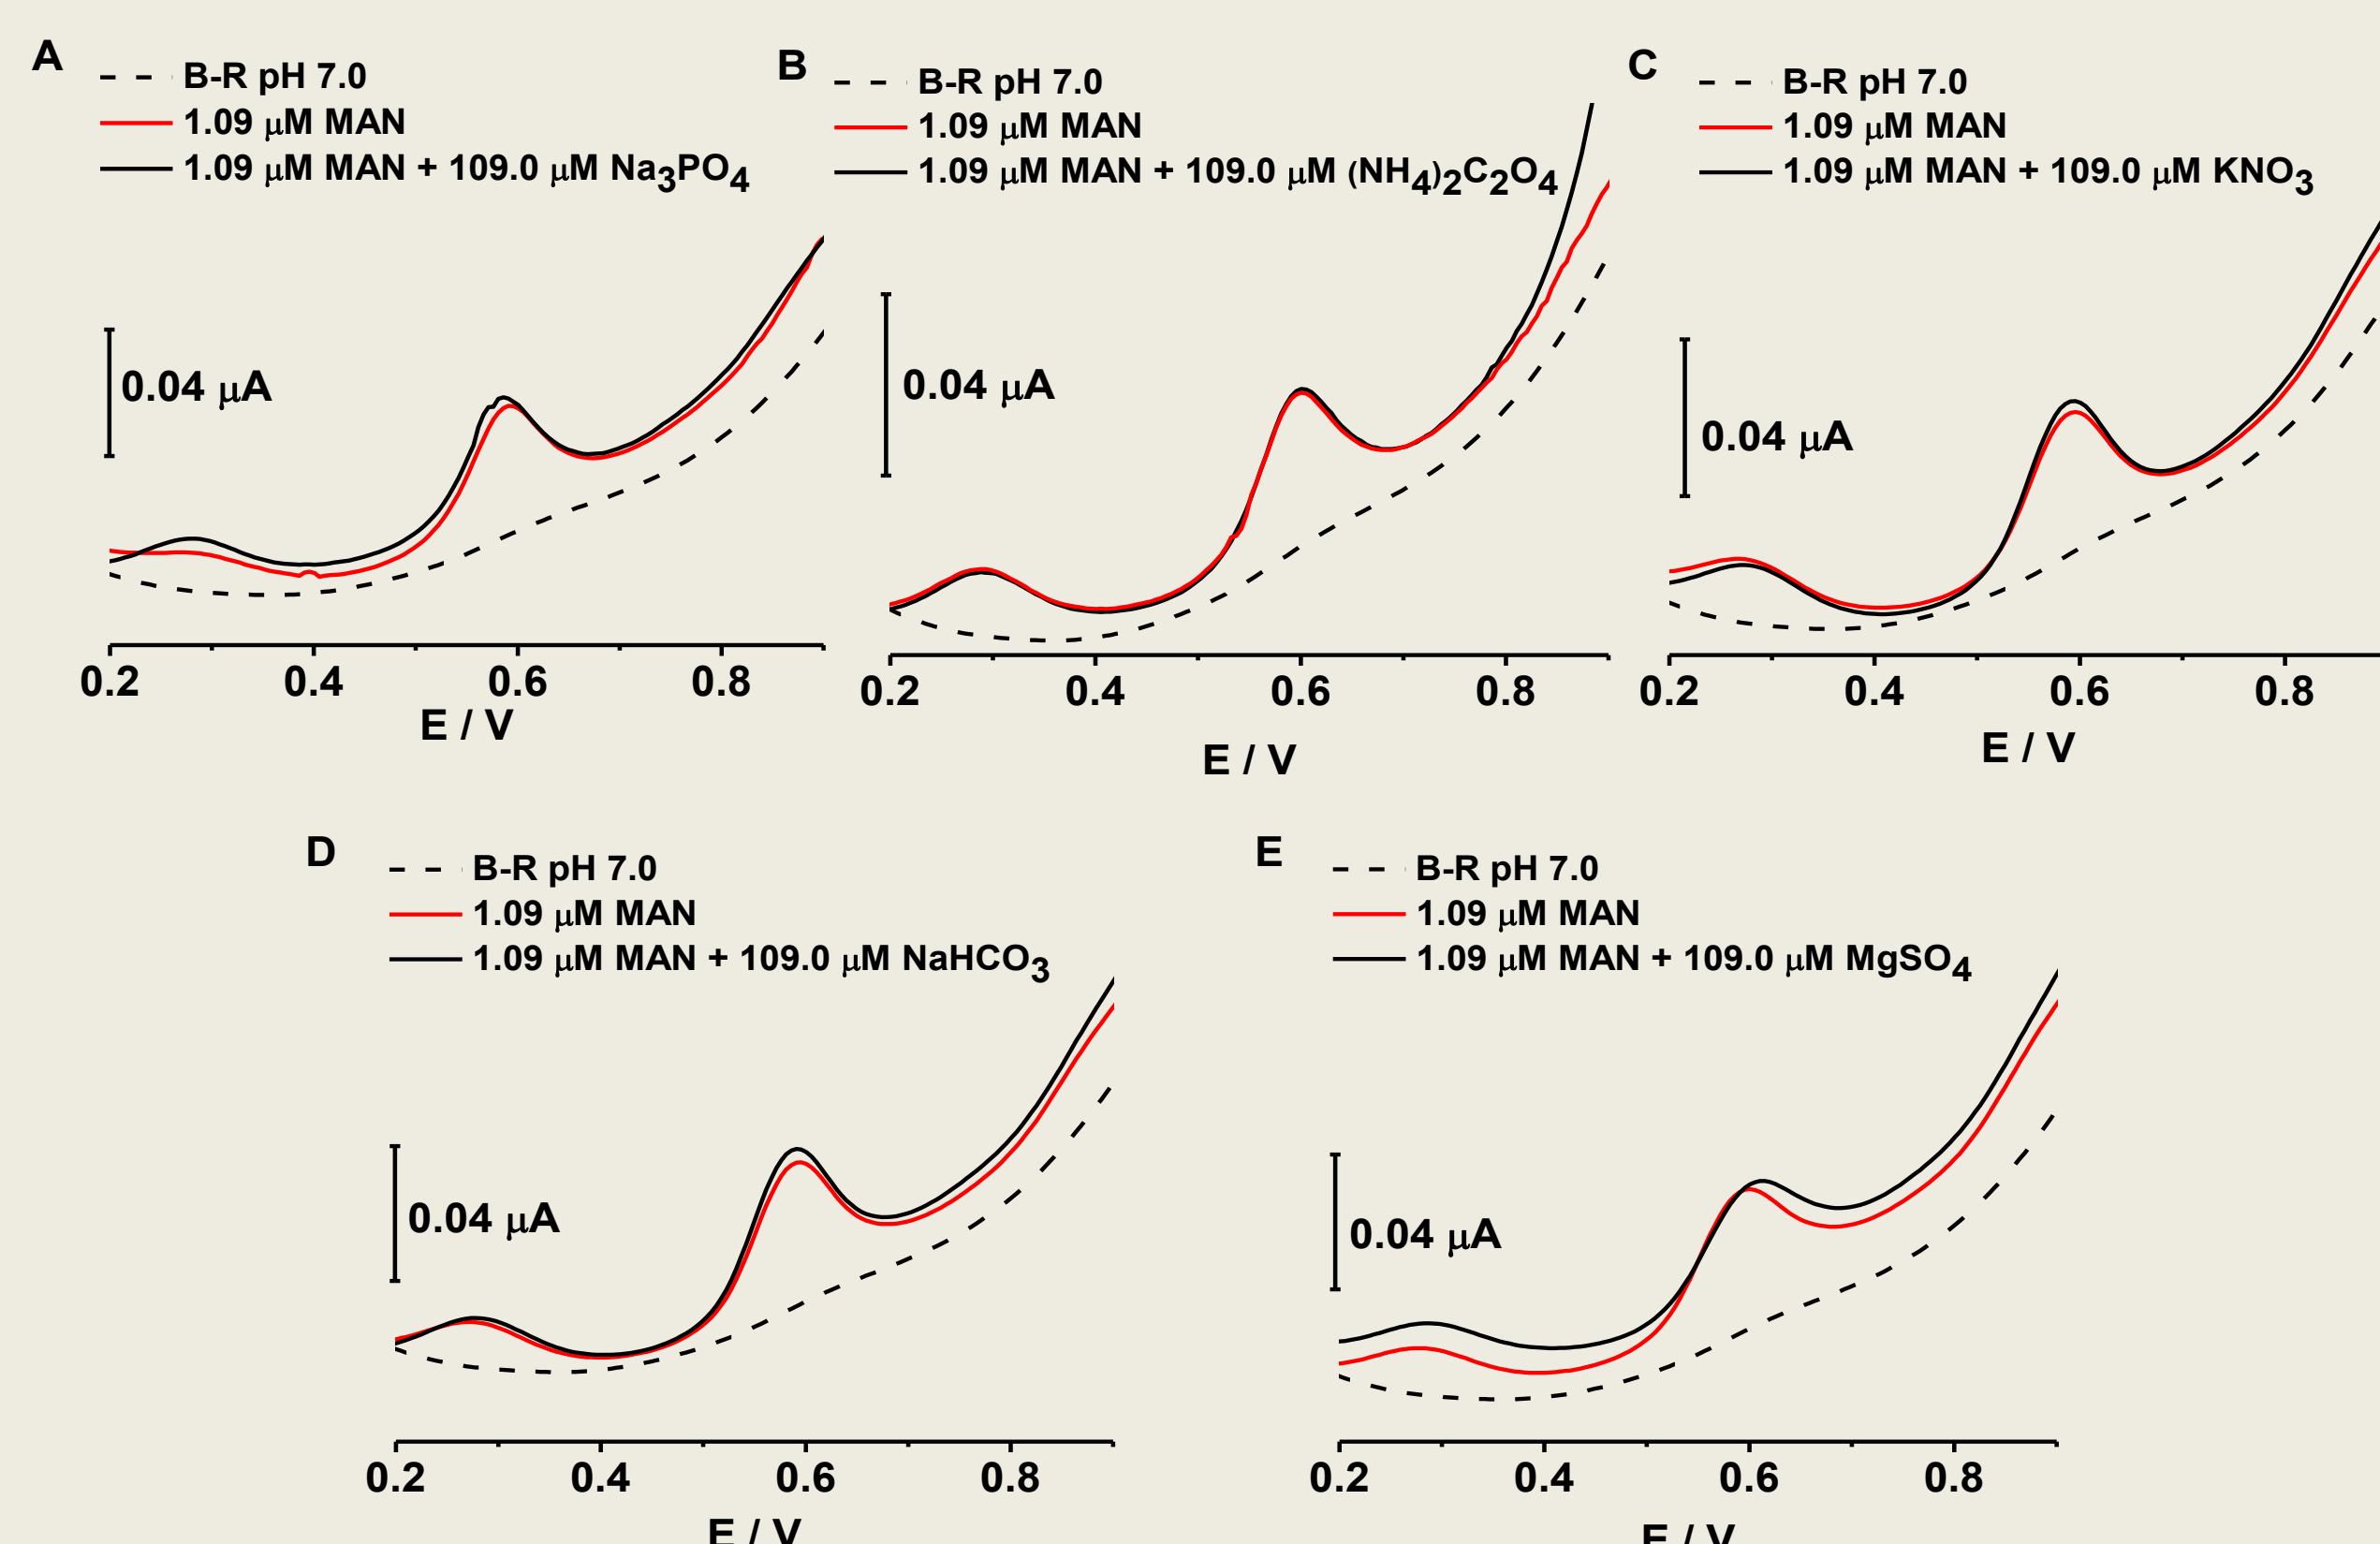 A
B-R pH 7.0
1.09 μM MAN
1.09 μM MAN + 109.0 μM Na3PO4
0.04 μA
0.2 0.4 0.6 0.8
E / V
B
B-R pH 7.0
1.09 μM MAN
1.09 μM MAN + 109.0 μM (NH4)2C2O4
0.04 μA
0.2 0.4 0.6 0.8
E / V
C
B-R pH 7.0
1.09 μM MAN
1.09 μM MAN + 109.0 μM KNO3
0.04 μA
0.2 0.4 0.6 0.8
E / V
D
B-R pH 7.0
1.09 μM MAN
1.09 μM MAN + 109.0 μM NaHCO3
0.04 μA
0.2 0.4 0.6 0.8
E / V
E
B-R pH 7.0
1.09 μM MAN
1.09 μM MAN + 109.0 μM MgSO4
0.04 μA
0.2 0.4 0.6 0.8
E / V